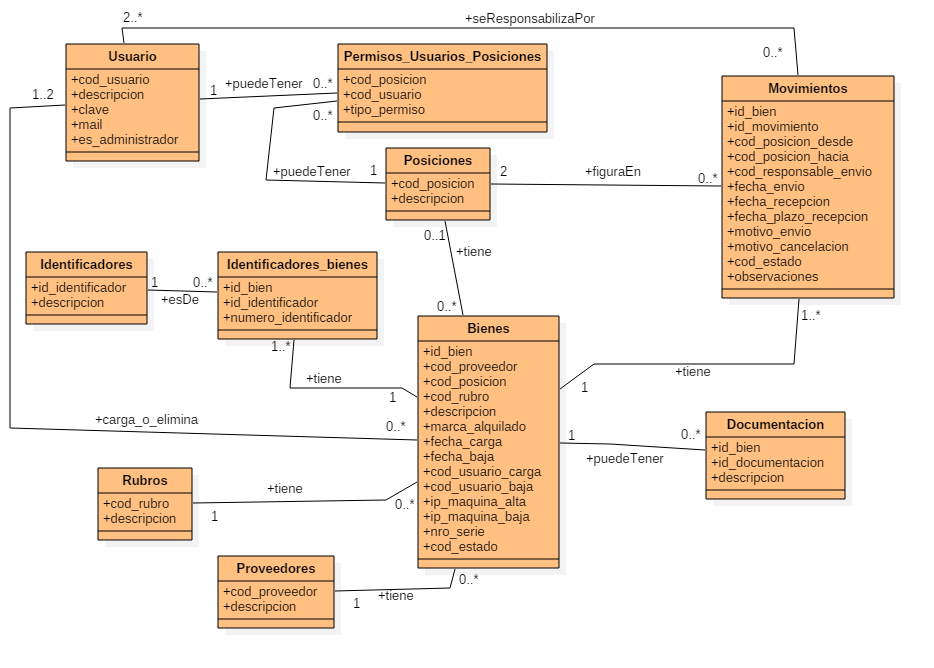 2..*
+seResponsabilizaPor
0..*
Usuario
+cod_usuario
+descripcion
+clave
+mail
+es_administrador
1..2
1
+puedeTener
0..*
Permisos_Usuarios_Posiciones
+cod_posicion
+cod_usuario
+tipo_permiso
0..*
+puedeTener
1
Posiciones
+cod_posicion
+descripcion
2
+figuraEn
0..*
Movimientos
+id_bien
+id_movimiento
+cod_posicion_desde
+cod_posicion_hacia
+cod_responsable_envio
+fecha_envio
+fecha_recepcion
+fecha_plazo_recepcion
+motivo_envio
+motivo_cancelacion
+cod_estado
+observaciones
0..1
+tiene
0..*
Identificadores
+id_identificador
+descripcion
1
+esDe
0..*
Identificadores_bienes
+id_bien
+id_identificador
+numero_identificador
1..*
+tiene
1
Bienes
+id_bien
+cod_proveedor
+cod_posicion
+cod_rubro
+descripcion
+marca_alquilado
+fecha_carga
+fecha_baja
+cod_usuario_carga
+cod_usuario_baja
+ip_maquina_alta
+ip_maquina_baja
+nro_serie
+cod_estado
1..*
+tiene
1
+carga_o_elimina
0..*
1
+puedeTener
0..*
Documentacion
+id_bien
+id_documentacion
+descripcion
Rubros
+cod_rubro
+descripcion
1
+tiene
0..*
Proveedores
+cod_proveedor
+descripcion
1
+tiene
0..*